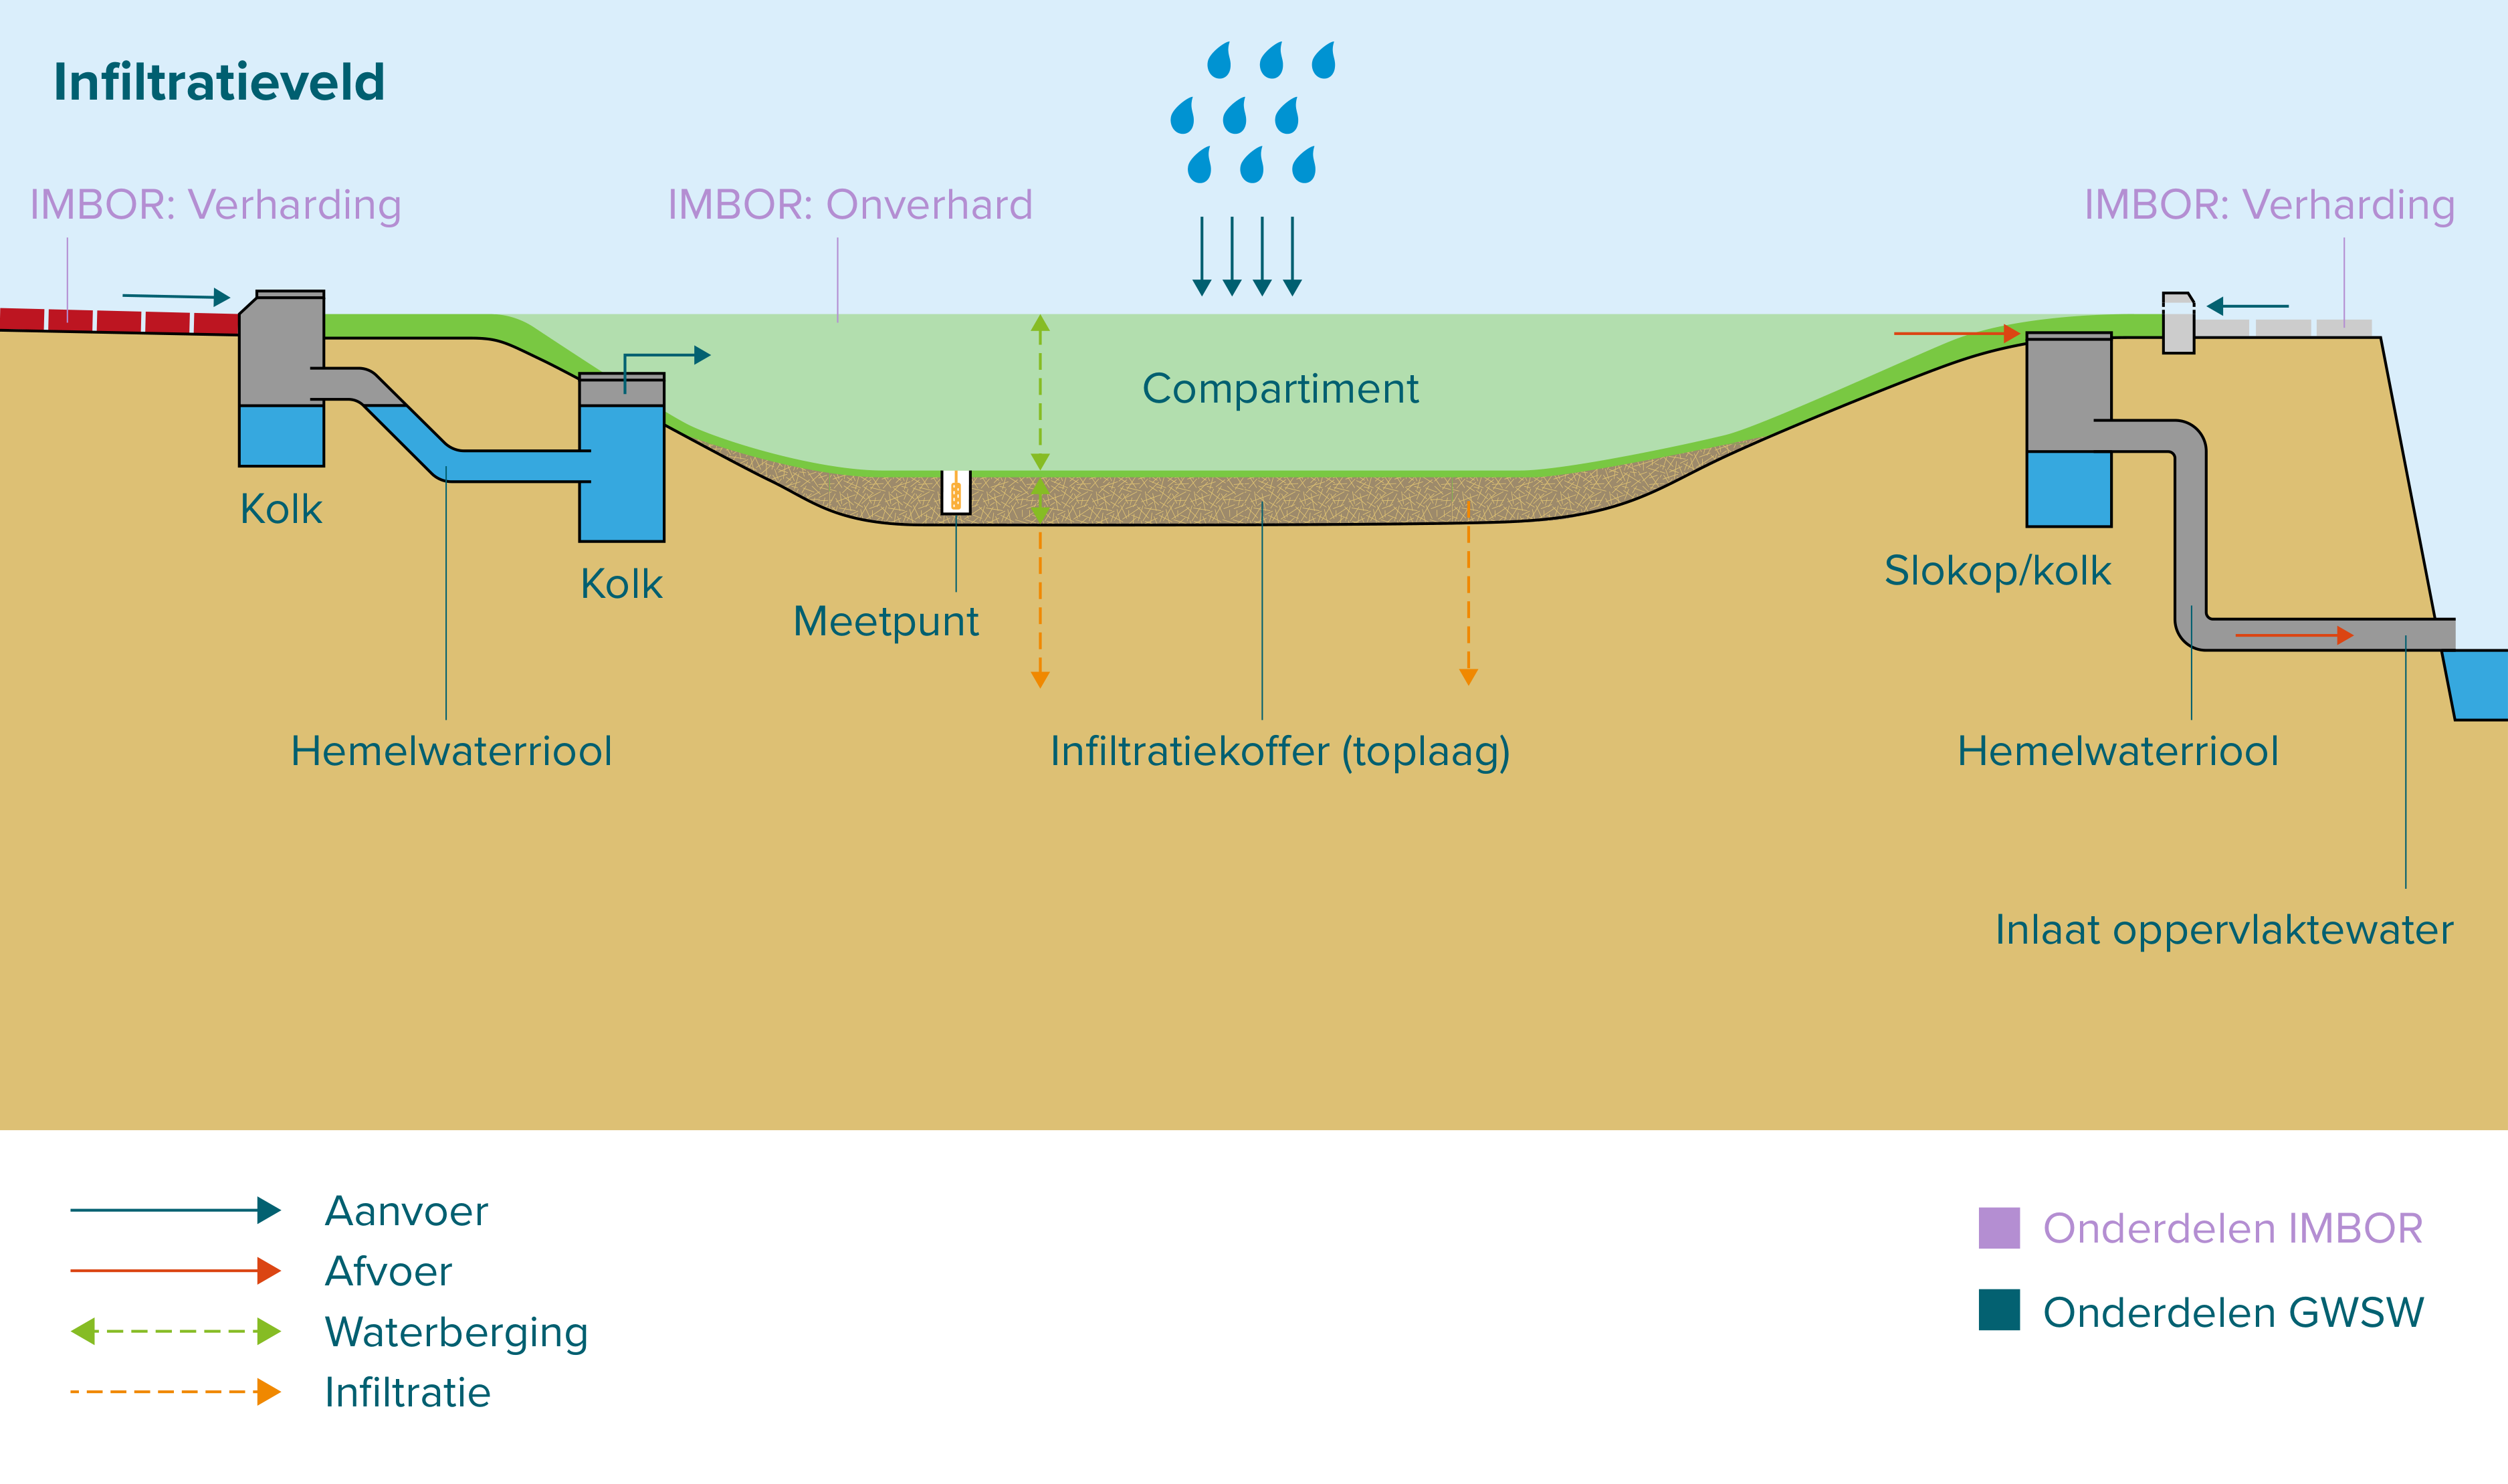 Infiltratieveld
IMBOR: Verharding
IMBOR: Onverhard
IMBOR: Verharding
Compartiment
Kolk
Kolk
Meetpunt
Slokop/kolk
Hemelwaterriool
Infiltratiekoffer (toplaag)
Hemelwaterriool
Inlaat oppervlaktewater
Aanvoer
Afvoer
Waterberging
Infiltratie
Onderdelen IMBOR
Onderdelen GWSW